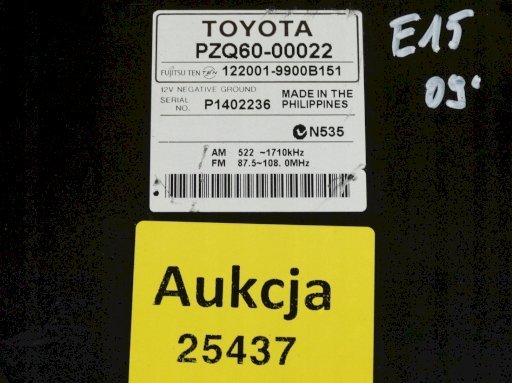 TOYOTA
PZQ60-00022
FUJITSU TEN TEN 122001-9900B151
12V NEGATIVE GROUND
SERIAL NO. P1402236
MADE IN THE PHILIPPINES
N535
AM 522 ~1710kHz
FM 87.5~108.0MHz
E15
09'
Aukcja
25437